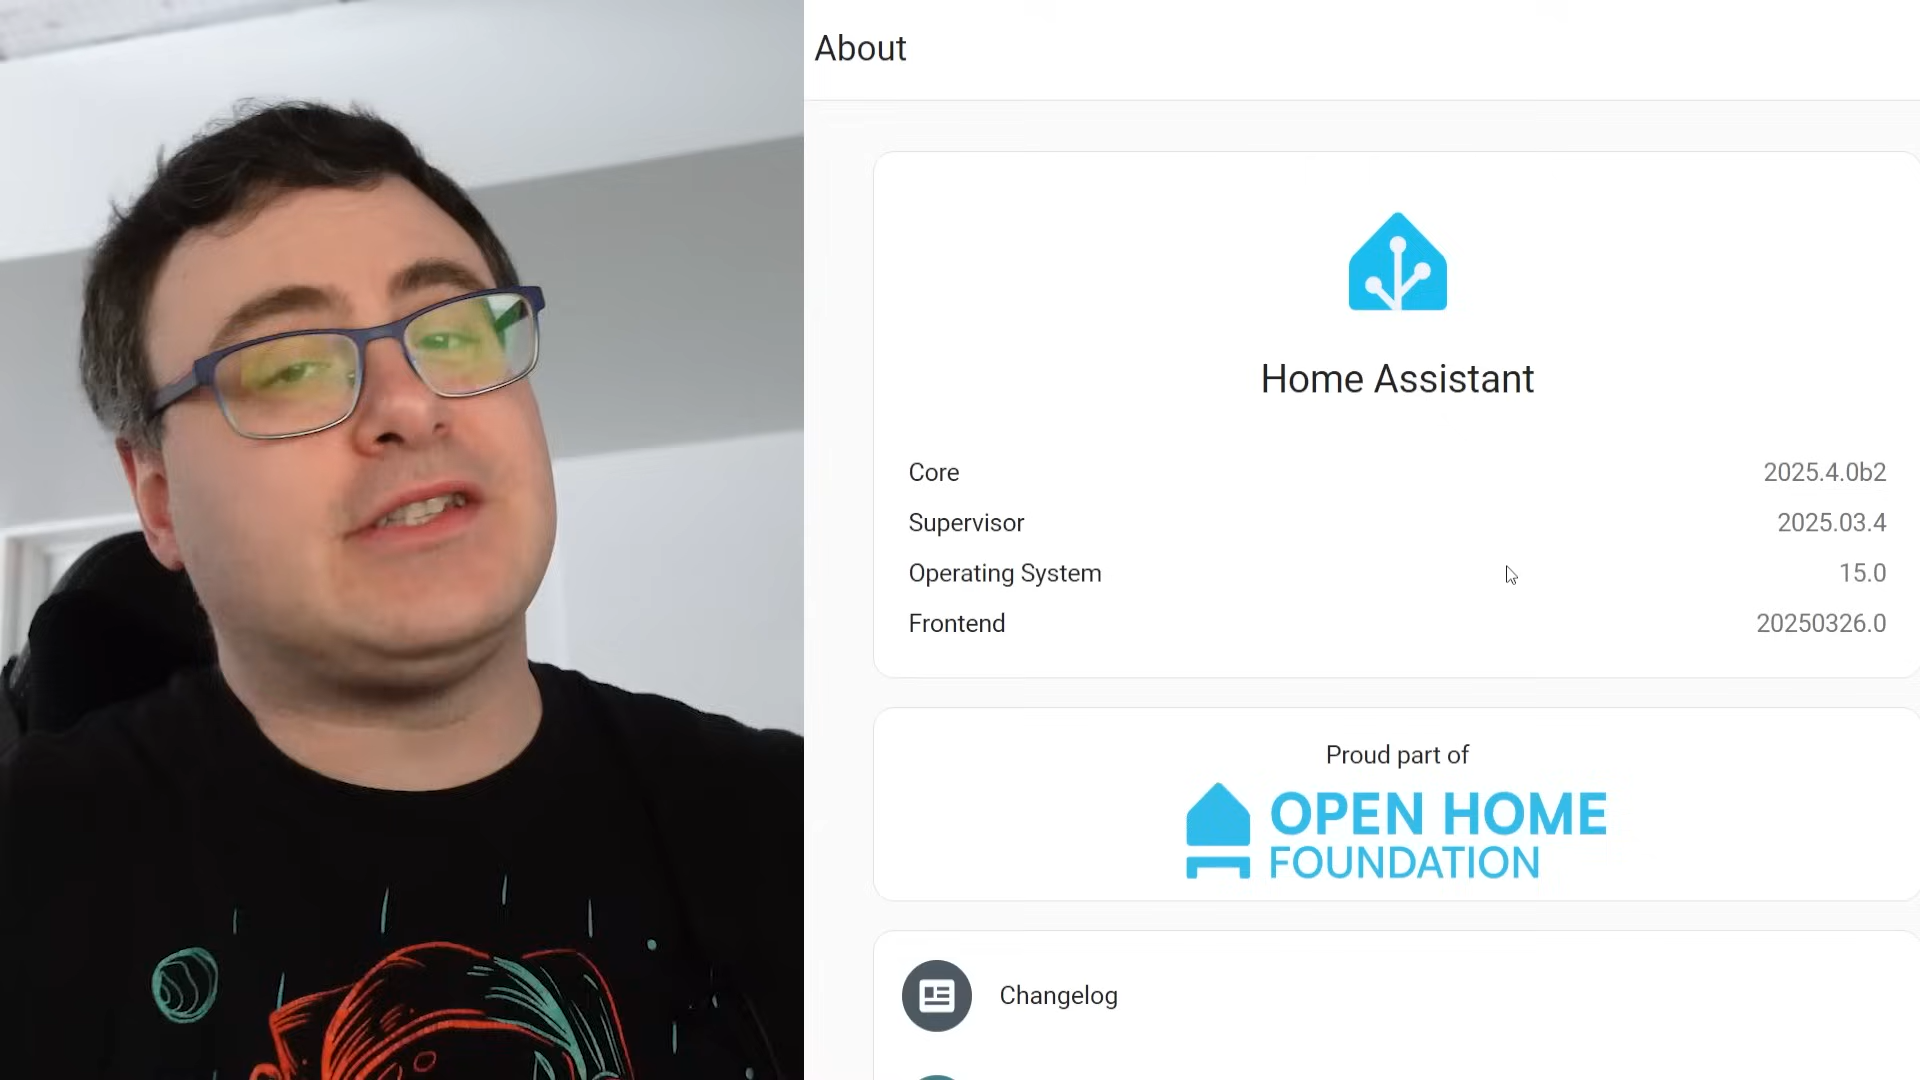 About
Home Assistant
Core 2025.4.0b2
Supervisor 2025.03.4
Operating System 15.0
Frontend 20250326.0
Proud part of
OPEN HOME
FOUNDATION
Changelog